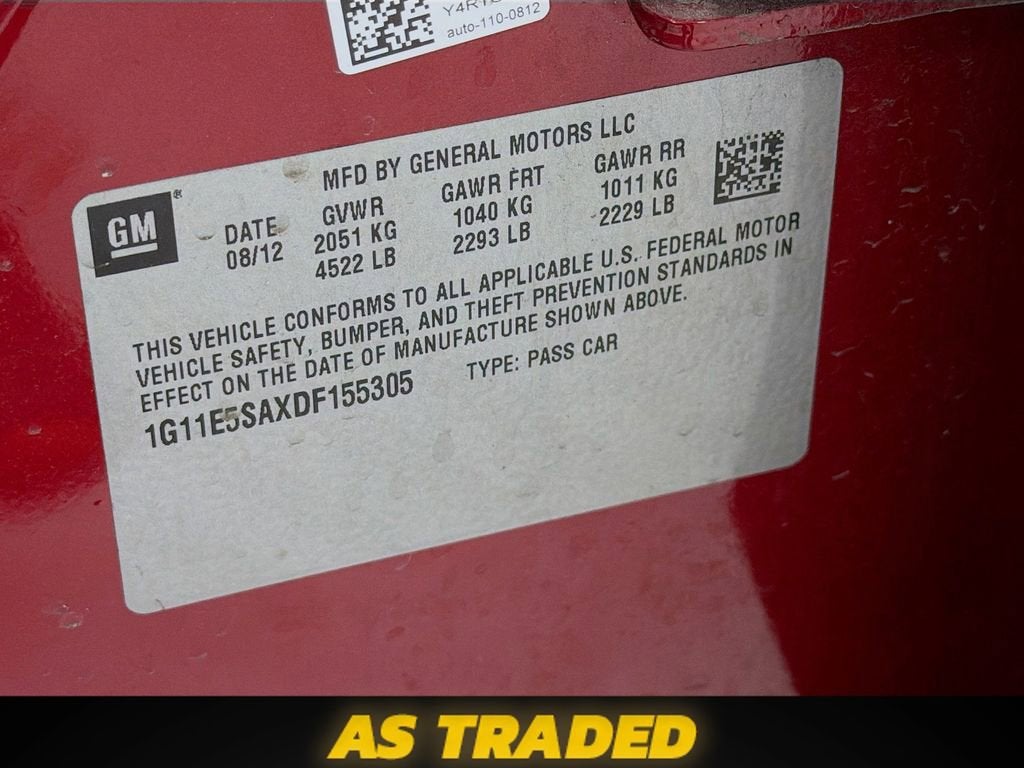 auto-110-0812
MFD BY GENERAL MOTORS LLC
GM
DATE GVWR GAWR FRT GAWR RR
08/12 2051 KG 1040 KG 1011 KG
4522 LB 2293 LB 2229 LB
THIS VEHICLE CONFORMS TO ALL APPLICABLE U.S. FEDERAL MOTOR
VEHICLE SAFETY, BUMPER, AND THEFT PREVENTION STANDARDS IN
EFFECT ON THE DATE OF MANUFACTURE SHOWN ABOVE.
1G11E5SAXDF155305 TYPE: PASS CAR
AS TRADED